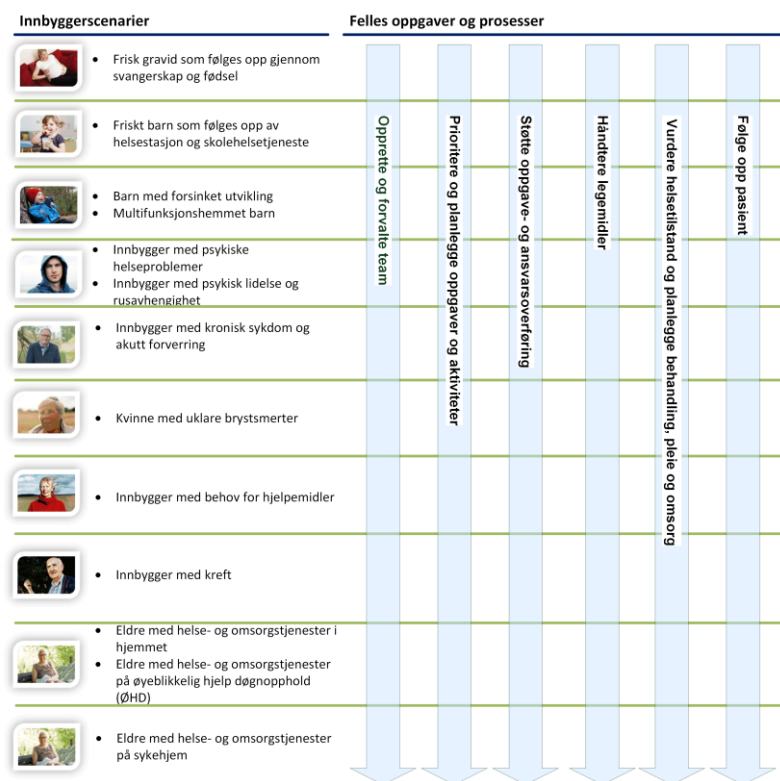 Innbyggerscenarier
Felles oppgaver og prosesser
• Frisk gravid som følges opp gjennom
svangerskap og fødsel
• Friskt barn som følges opp av
helsestasjon og skolehelsetjeneste
• Barn med forsinket utvikling
• Multifunksjonshemmet barn
• Innbygger med psykiske
helseproblemer
• Innbygger med psykisk lidelse og
rusavhengighet
• Innbygger med kronisk sykdom og
akutt forverring
• Kvinne med uklare brystsmerter
• Innbygger med behov for hjelpemidler
• Innbygger med kreft
• Eldre med helse- og omsorgstjenester i
hjemmet
• Eldre med helse- og omsorgstjenester
på øyeblikkelig hjelp døgnopphold
(ØHD)
• Eldre med helse- og omsorgstjenester
på sykehjem
Opprette og forvalte team
Prioritere og planlegge oppgaver og aktiviteter
Støtte oppgave- og ansvarsoverføring
Håndtere legemidler
Vurdere helsetilstand og planlegge behandling, pleie og omsorg
Følge opp pasient